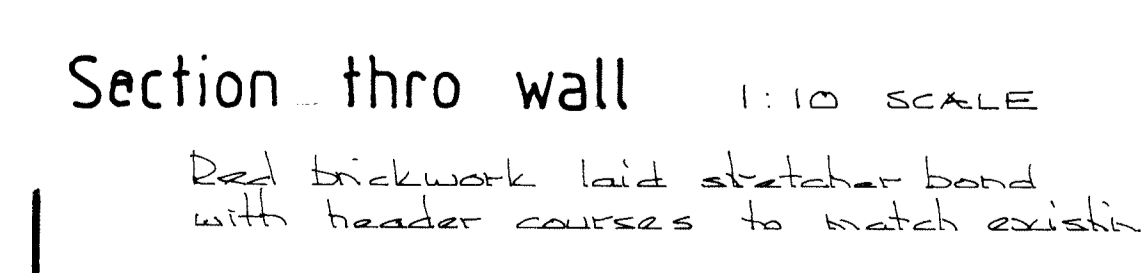 Section thro wall 1:10 SCALE
Red brickwork laid stretcher bond
with header courses to match existin